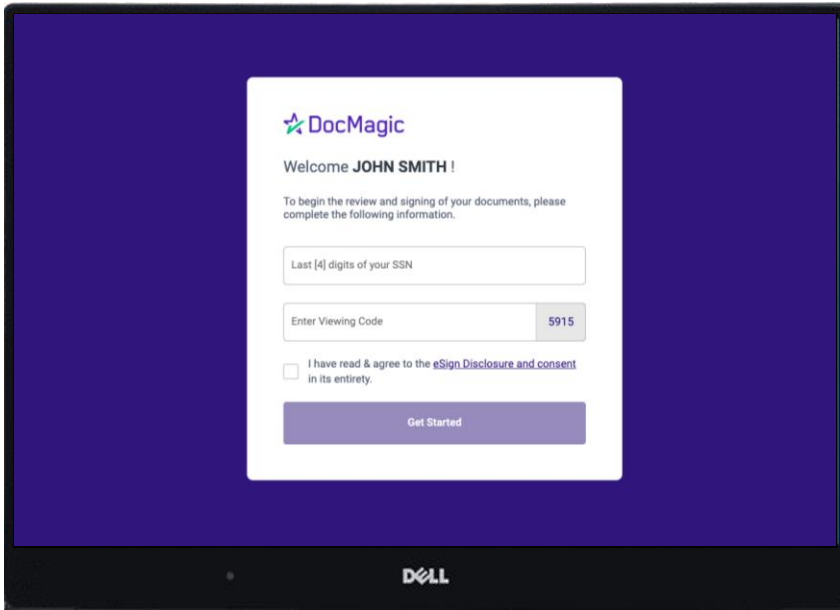 DocMagic
Welcome JOHN SMITH !
To begin the review and signing of your documents, please
complete the following information.
Last [4] digits of your SSN
Enter Viewing Code
5915
I have read & agree to the eSign Disclosure and consent
in its entirety.
Get Started
DELL